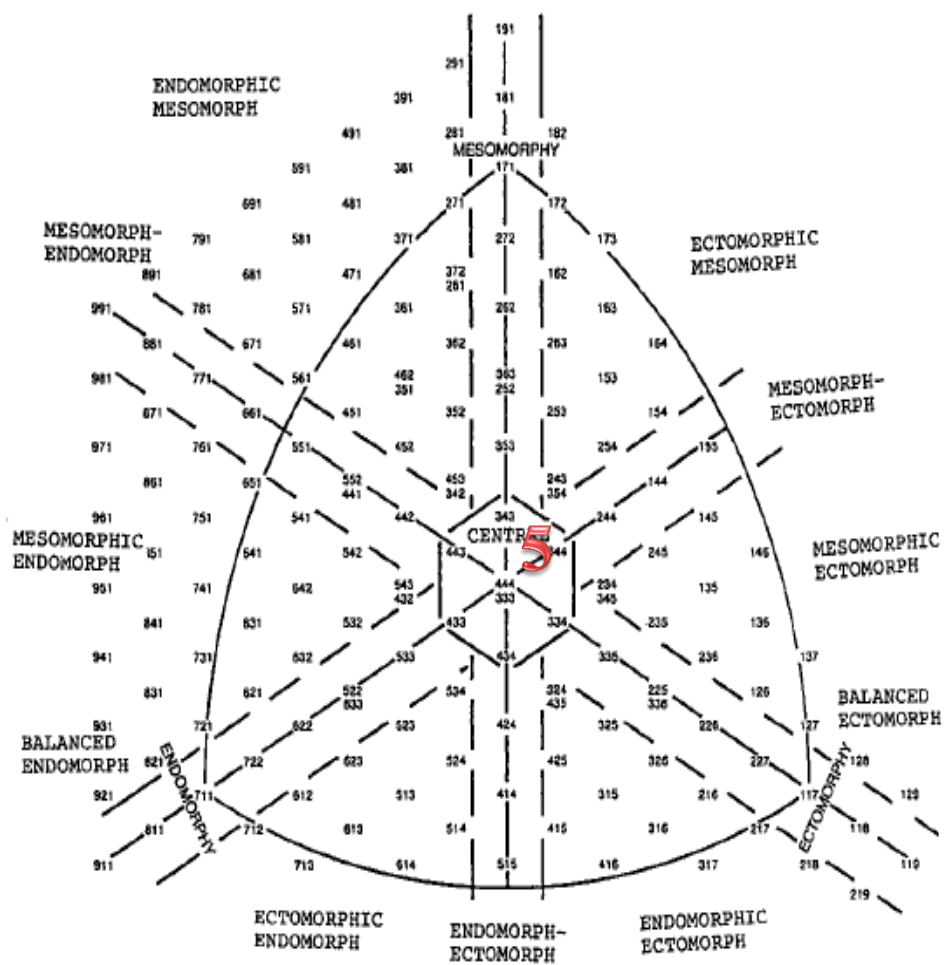 191
291
391 181
ENDOMORPHIC
MESOMORPH
491 281 182
MESOMORPHY
591 381 171
691 481 271 172
MESOMORPH-
ENDOMORPH
791 581 371 272 173
ECTOMORPHIC
MESOMORPH
891 681 471 372 162
261
991 781 571 361 262 163
881 671 461 362 263 164
981 771 561 462 363 153
351 252
MESOMORPH-
ECTOMORPH
871 661 451 352 253 154
971 761 551 452 353 254 155
861 651 552 453 243 144
441 342 354
961 751 541 442 343 244 145
5
MESOMORPHIC
ENDOMORPH
851 641 542 443 344 245 146
MESOMORPHIC
ECTOMORPH
951 741 642 543 444 234 135
432 333 345
841 631 532 433 334 235 136
941 731 632 533 434 335 236 137
831 621 522 534 324 225 126
633 435 336
BALANCED
ECTOMORPH
931 721 622 523 424 325 226 127
BALANCED
ENDOMORPH
821 722 623 524 425 326 227 128
ENDOMORPHY
ECTOMORPHY
921 711 612 513 414 315 216 117 129
811 712 613 514 415 316 217 118
911 713 614 515 416 317 218 119
219
ECTOMORPHIC
ENDOMORPH
ENDOMORPH-
ECTOMORPH
ENDOMORPHIC
ECTOMORPH